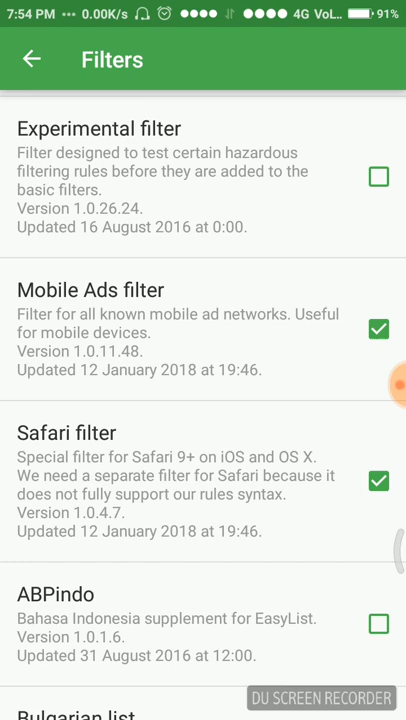 7:54 PM ••• 0.00K/s 4G VoL.. 91%
Filters
Experimental filter
Filter designed to test certain hazardous
filtering rules before they are added to the
basic filters.
Version 1.0.26.24.
Updated 16 August 2016 at 0:00.
Mobile Ads filter
Filter for all known mobile ad networks. Useful
for mobile devices.
Version 1.0.11.48.
Updated 12 January 2018 at 19:46.
Safari filter
Special filter for Safari 9+ on iOS and OS X.
We need a separate filter for Safari because it
does not fully support our rules syntax.
Version 1.0.4.7.
Updated 12 January 2018 at 19:46.
ABPindo
Bahasa Indonesia supplement for EasyList.
Version 1.0.1.6.
Updated 31 August 2016 at 12:00.
Bulgarian list
DU SCREEN RECORDER